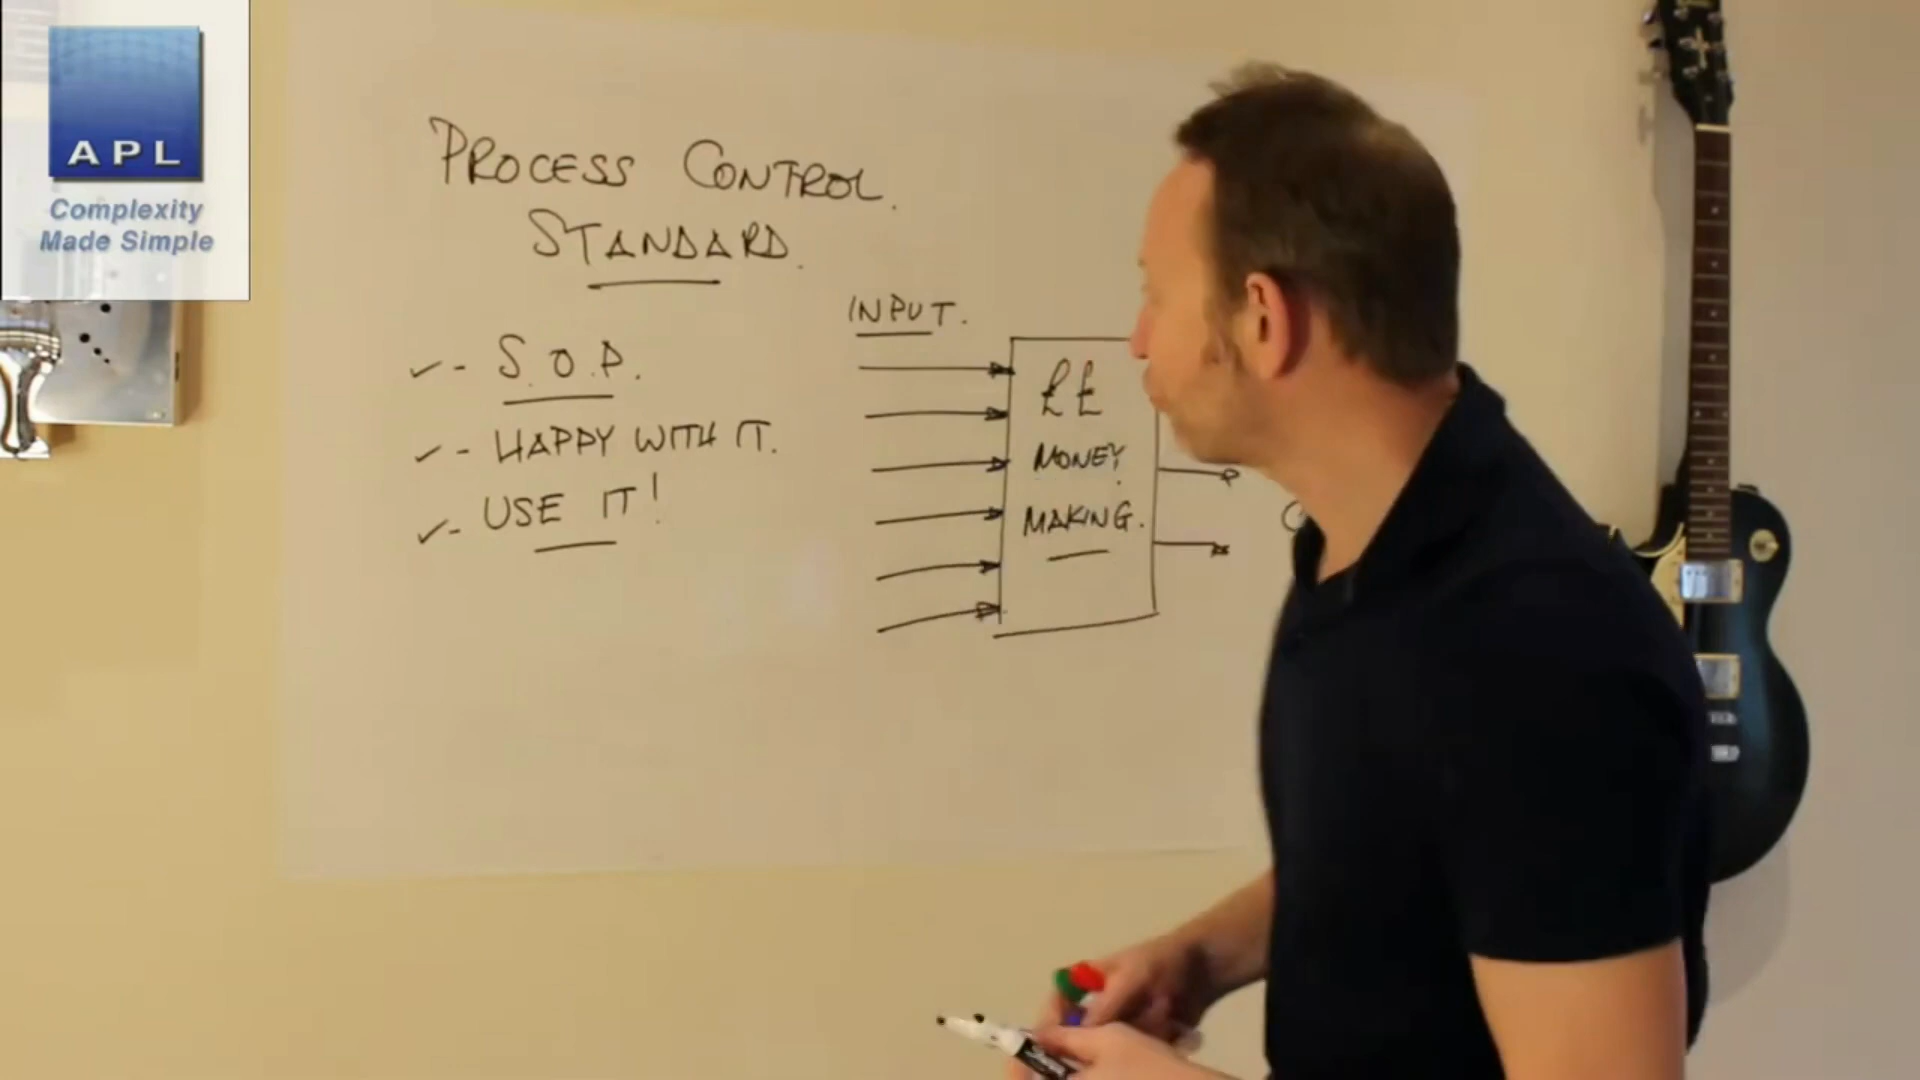 APL
Complexity
Made Simple
PROCESS CONTROL.
STANDARD.
✓ - S.O.P.
✓ - HAPPY WITH IT.
✓ - USE IT!
INPUT.
££
MONEY
MAKING.